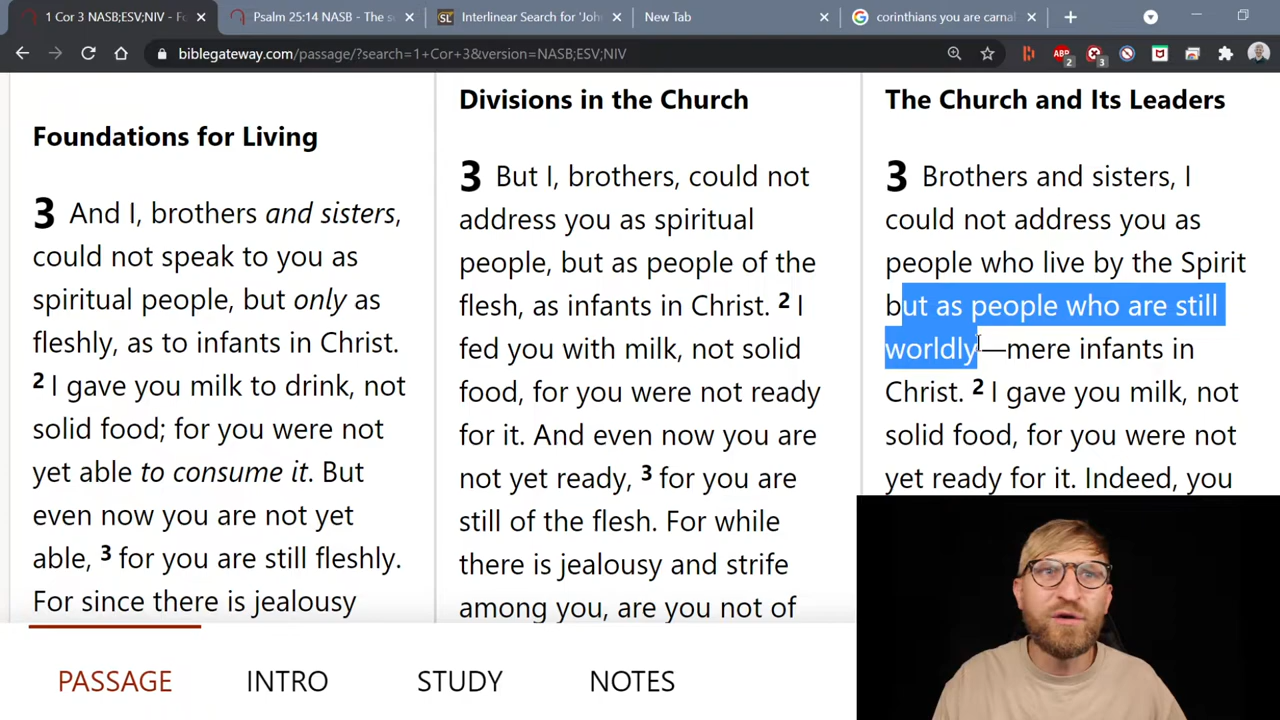 1 Cor 3 NASB;ESV;NIV - Fo
Psalm 25:14 NASB - The se
Interlinear Search for 'Joh
New Tab
corinthians you are carnal
biblegateway.com/passage/?search=1+Cor+3&version=NASB;ESV;NIV
ABP
2
3
Foundations for Living
3 And I, brothers and sisters,
could not speak to you as
spiritual people, but only as
fleshly, as to infants in Christ.
2 I gave you milk to drink, not
solid food; for you were not
yet able to consume it. But
even now you are not yet
able, 3 for you are still fleshly.
For since there is jealousy
Divisions in the Church
3 But I, brothers, could not
address you as spiritual
people, but as people of the
flesh, as infants in Christ. 2 I
fed you with milk, not solid
food, for you were not ready
for it. And even now you are
not yet ready, 3 for you are
still of the flesh. For while
there is jealousy and strife
among you, are you not of
The Church and Its Leaders
3 Brothers and sisters, I
could not address you as
people who live by the Spirit
but as people who are still
worldly—mere infants in
Christ. 2 I gave you milk, not
solid food, for you were not
yet ready for it. Indeed, you
PASSAGE
INTRO
STUDY
NOTES